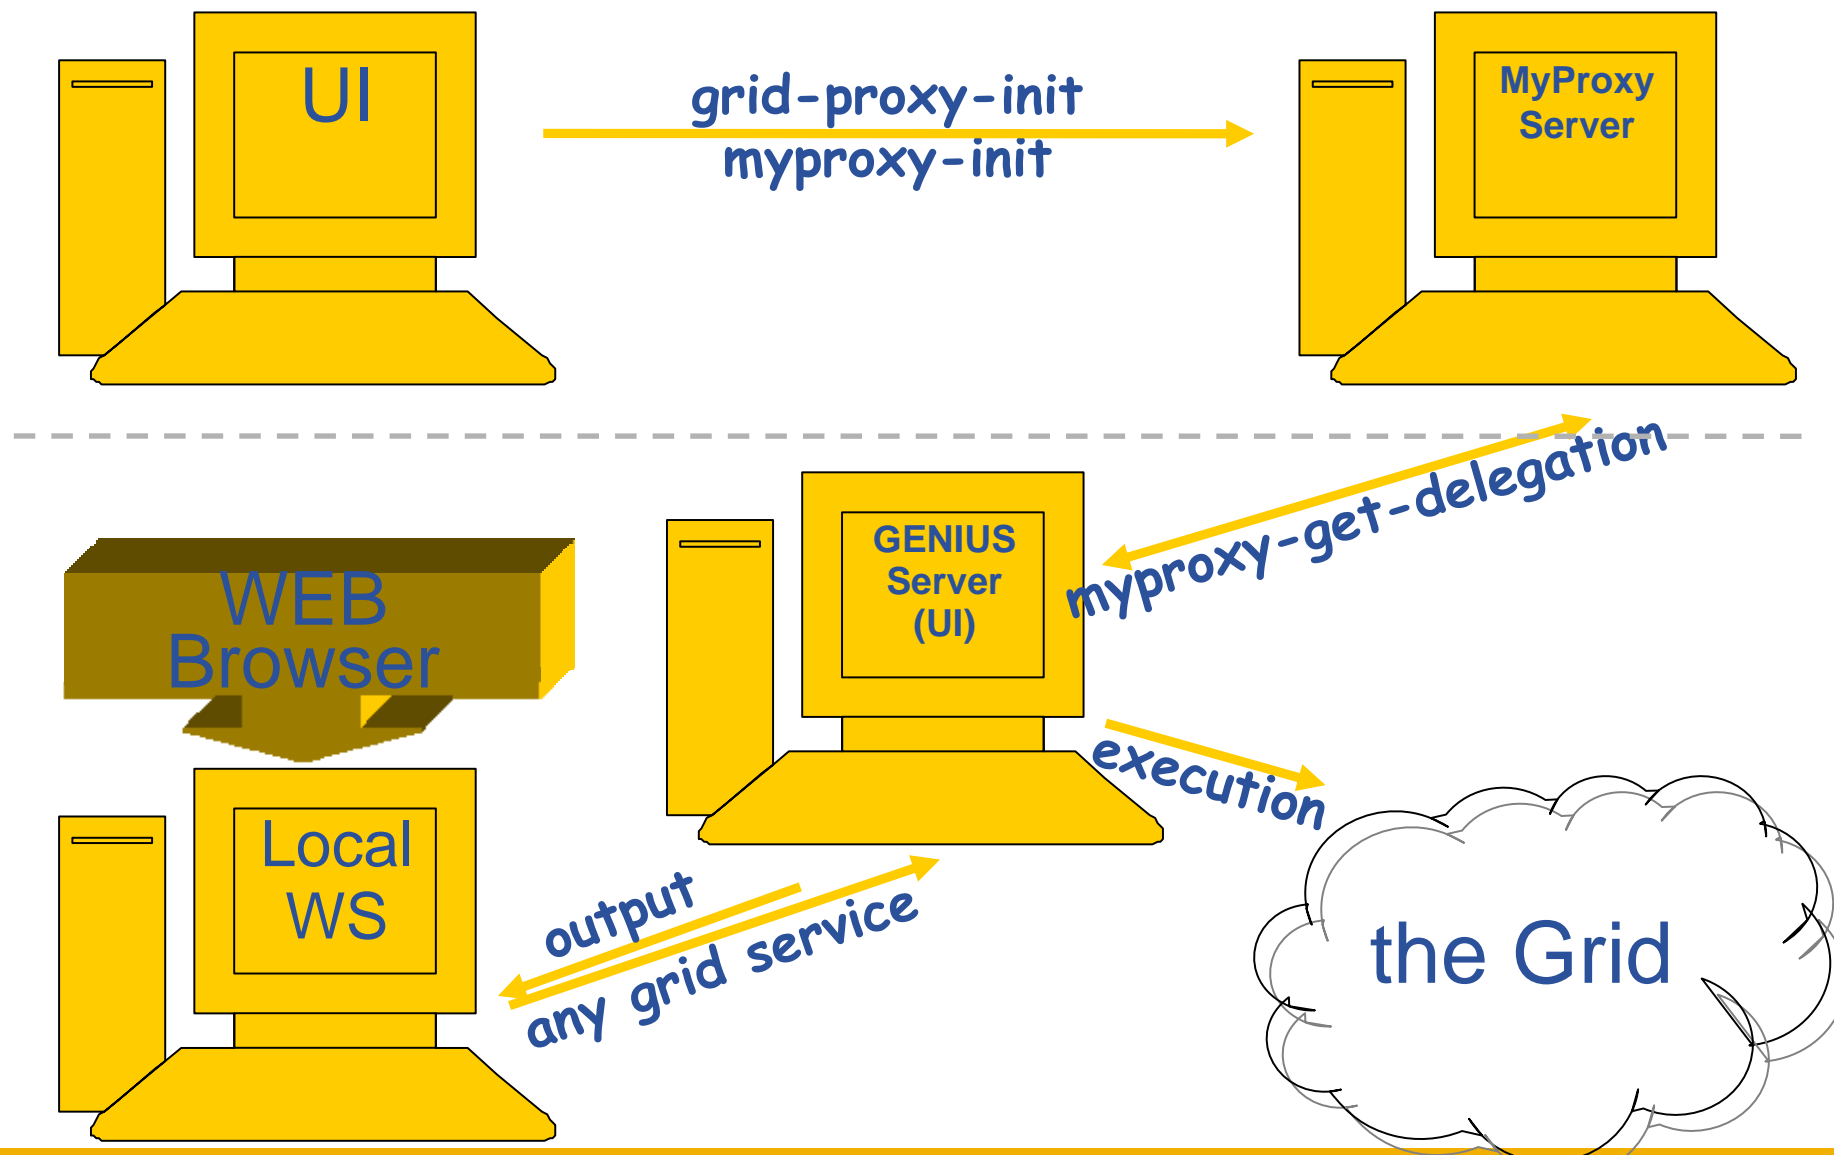 UI
grid-proxy-init
myproxy-init
MyProxy
Server
myproxy-get-delegation
GENIUS
Server
(UI)
WEB
Browser
execution
Local
WS
output
any grid service
the Grid